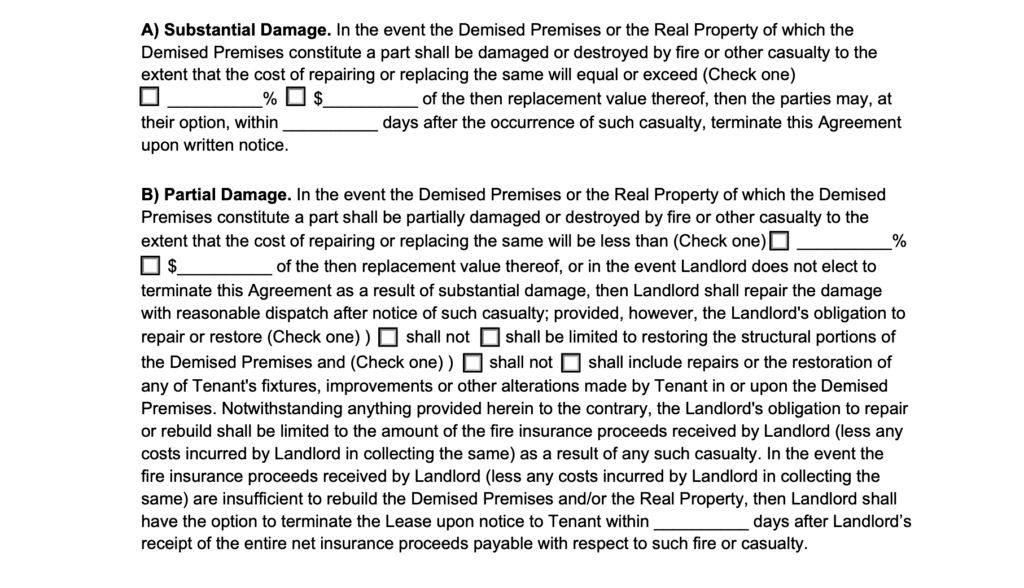 A) Substantial Damage. In the event the Demised Premises or the Real Property of which the
Demised Premises constitute a part shall be damaged or destroyed by fire or other casualty to the
extent that the cost of repairing or replacing the same will equal or exceed (Check one)
☐ __________% ☐ $__________ of the then replacement value thereof, then the parties may, at
their option, within __________ days after the occurrence of such casualty, terminate this Agreement
upon written notice.
B) Partial Damage. In the event the Demised Premises or the Real Property of which the Demised
Premises constitute a part shall be partially damaged or destroyed by fire or other casualty to the
extent that the cost of repairing or replacing the same will be less than (Check one) ☐ __________%
☐ $__________ of the then replacement value thereof, or in the event Landlord does not elect to
terminate this Agreement as a result of substantial damage, then Landlord shall repair the damage
with reasonable dispatch after notice of such casualty; provided, however, the Landlord's obligation to
repair or restore (Check one) ) ☐ shall not ☐ shall be limited to restoring the structural portions of
the Demised Premises and (Check one) ) ☐ shall not ☐ shall include repairs or the restoration of
any of Tenant's fixtures, improvements or other alterations made by Tenant in or upon the Demised
Premises. Notwithstanding anything provided herein to the contrary, the Landlord's obligation to repair
or rebuild shall be limited to the amount of the fire insurance proceeds received by Landlord (less any
costs incurred by Landlord in collecting the same) as a result of any such casualty. In the event the
fire insurance proceeds received by Landlord (less any costs incurred by Landlord in collecting the
same) are insufficient to rebuild the Demised Premises and/or the Real Property, then Landlord shall
have the option to terminate the Lease upon notice to Tenant within __________ days after Landlord's
receipt of the entire net insurance proceeds payable with respect to such fire or casualty.